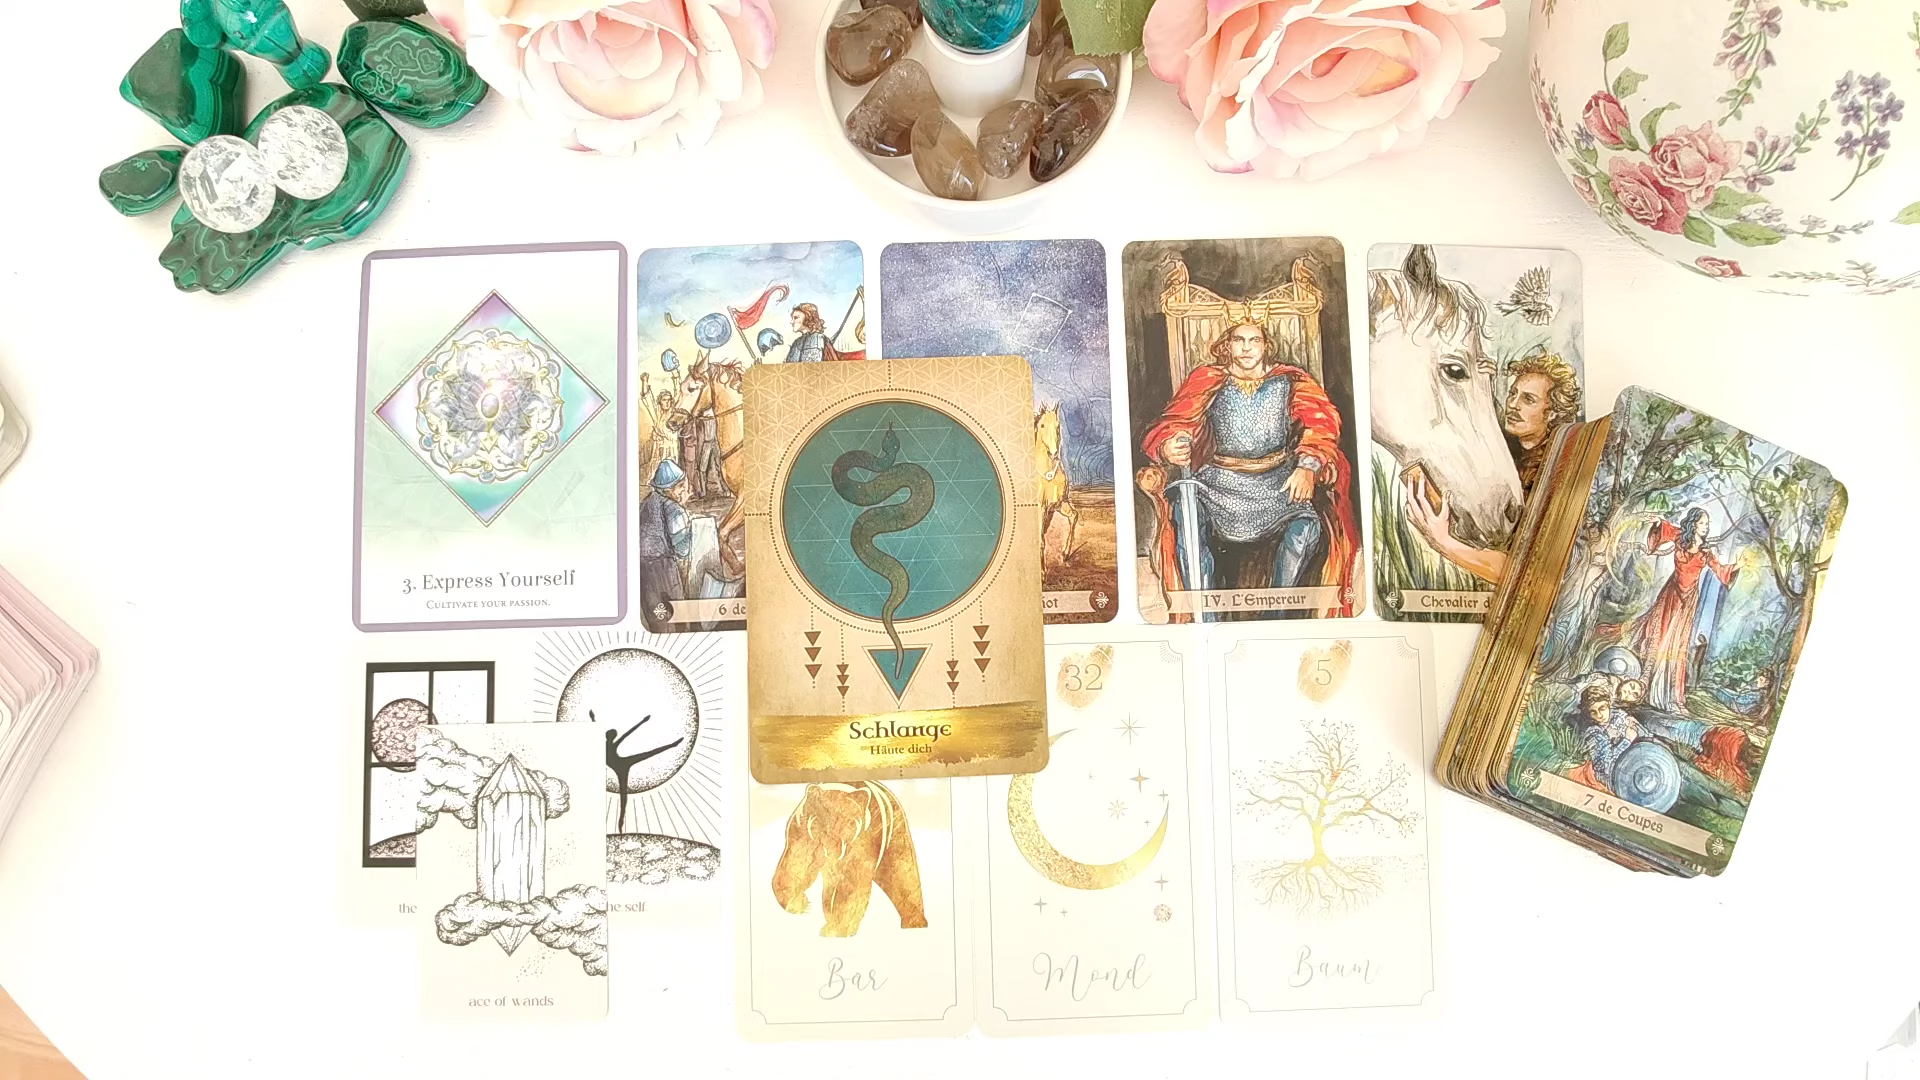 3. Express Yourself
CULTIVATE YOUR PASSION.
6 de
IV. L'Empereur
Chevalier d
7 de Coupes
Schlange
Häute dich
32
5
the
he self
ace of wands
Bär
Mond
Baum